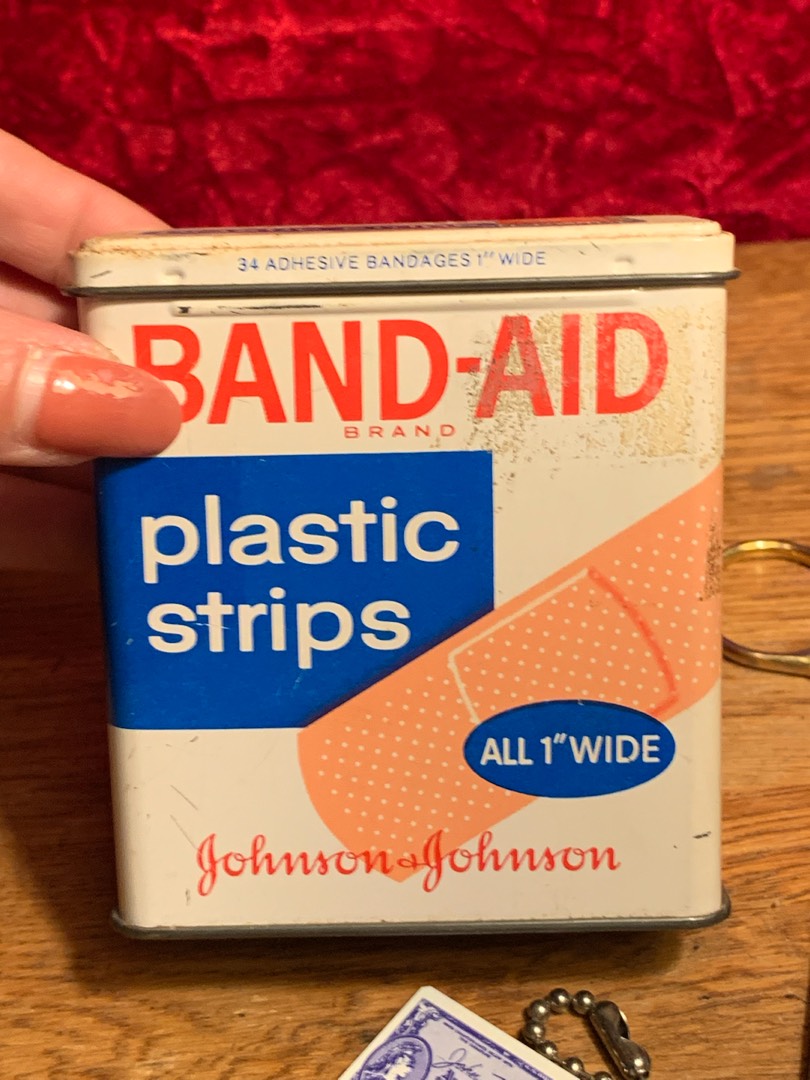 34 ADHESIVE BANDAGES 1" WIDE
BAND-AID
BRAND
plastic
strips
ALL 1" WIDE
Johnson & Johnson